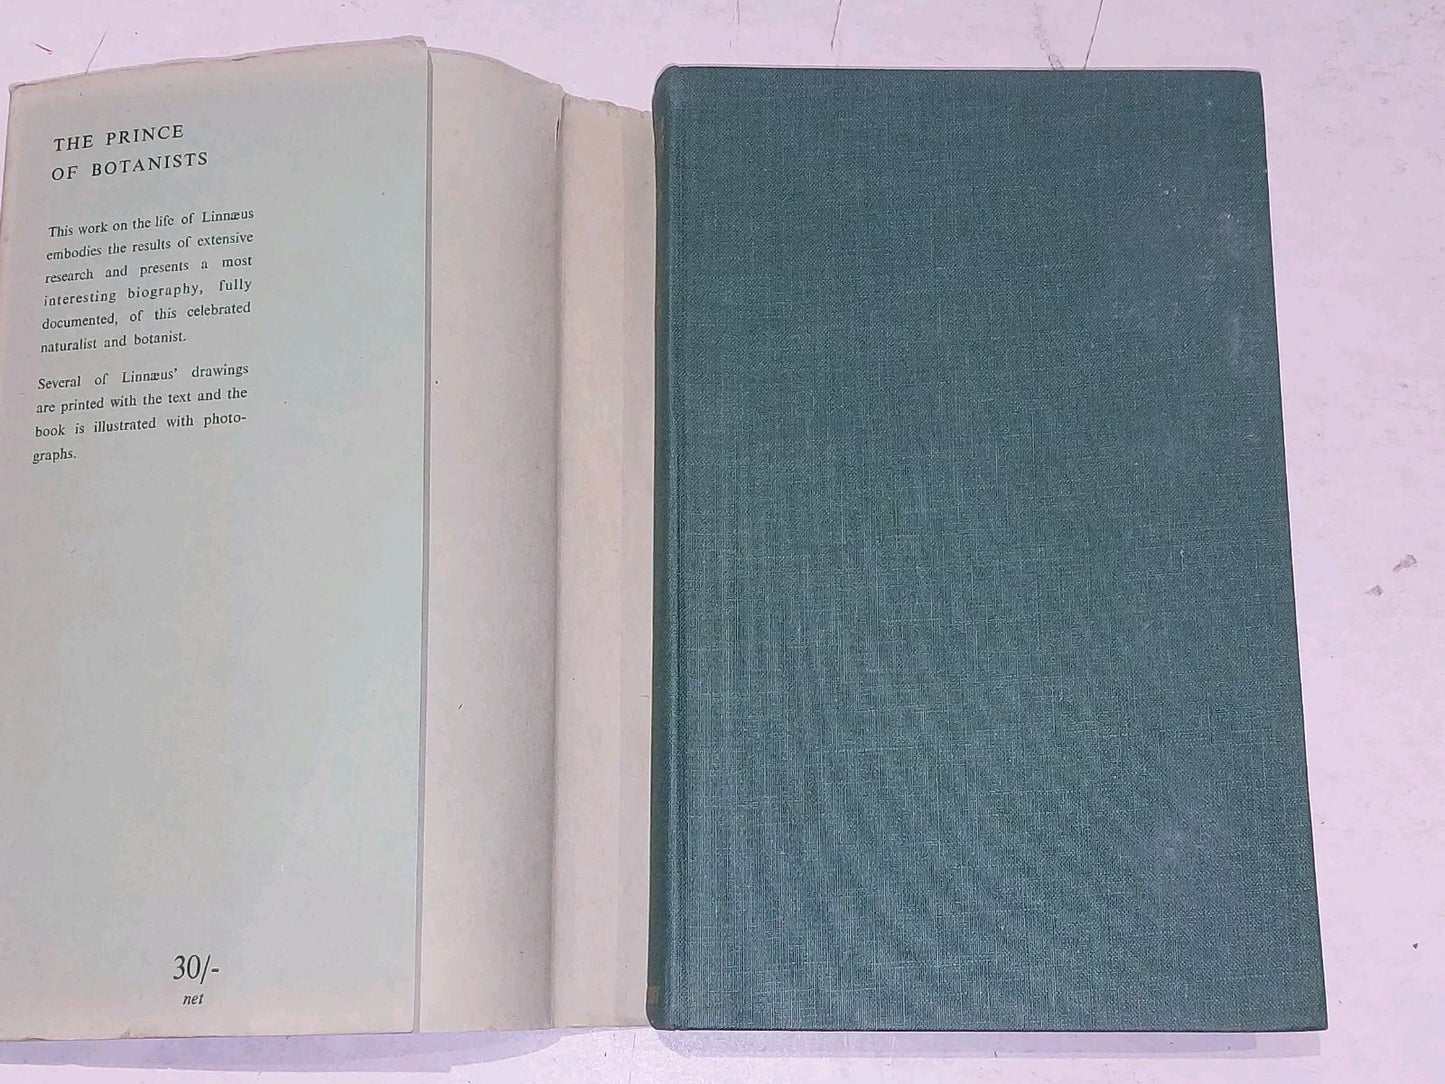 THE PRINCE
OF BOTANISTS
This work on the life of Linnæus
embodies the results of extensive
research and presents a most
interesting biography, fully
documented, of this celebrated
naturalist and botanist.
Several of Linnæus' drawings
are printed with the text and the
book is illustrated with photo-
graphs.
30/-
net